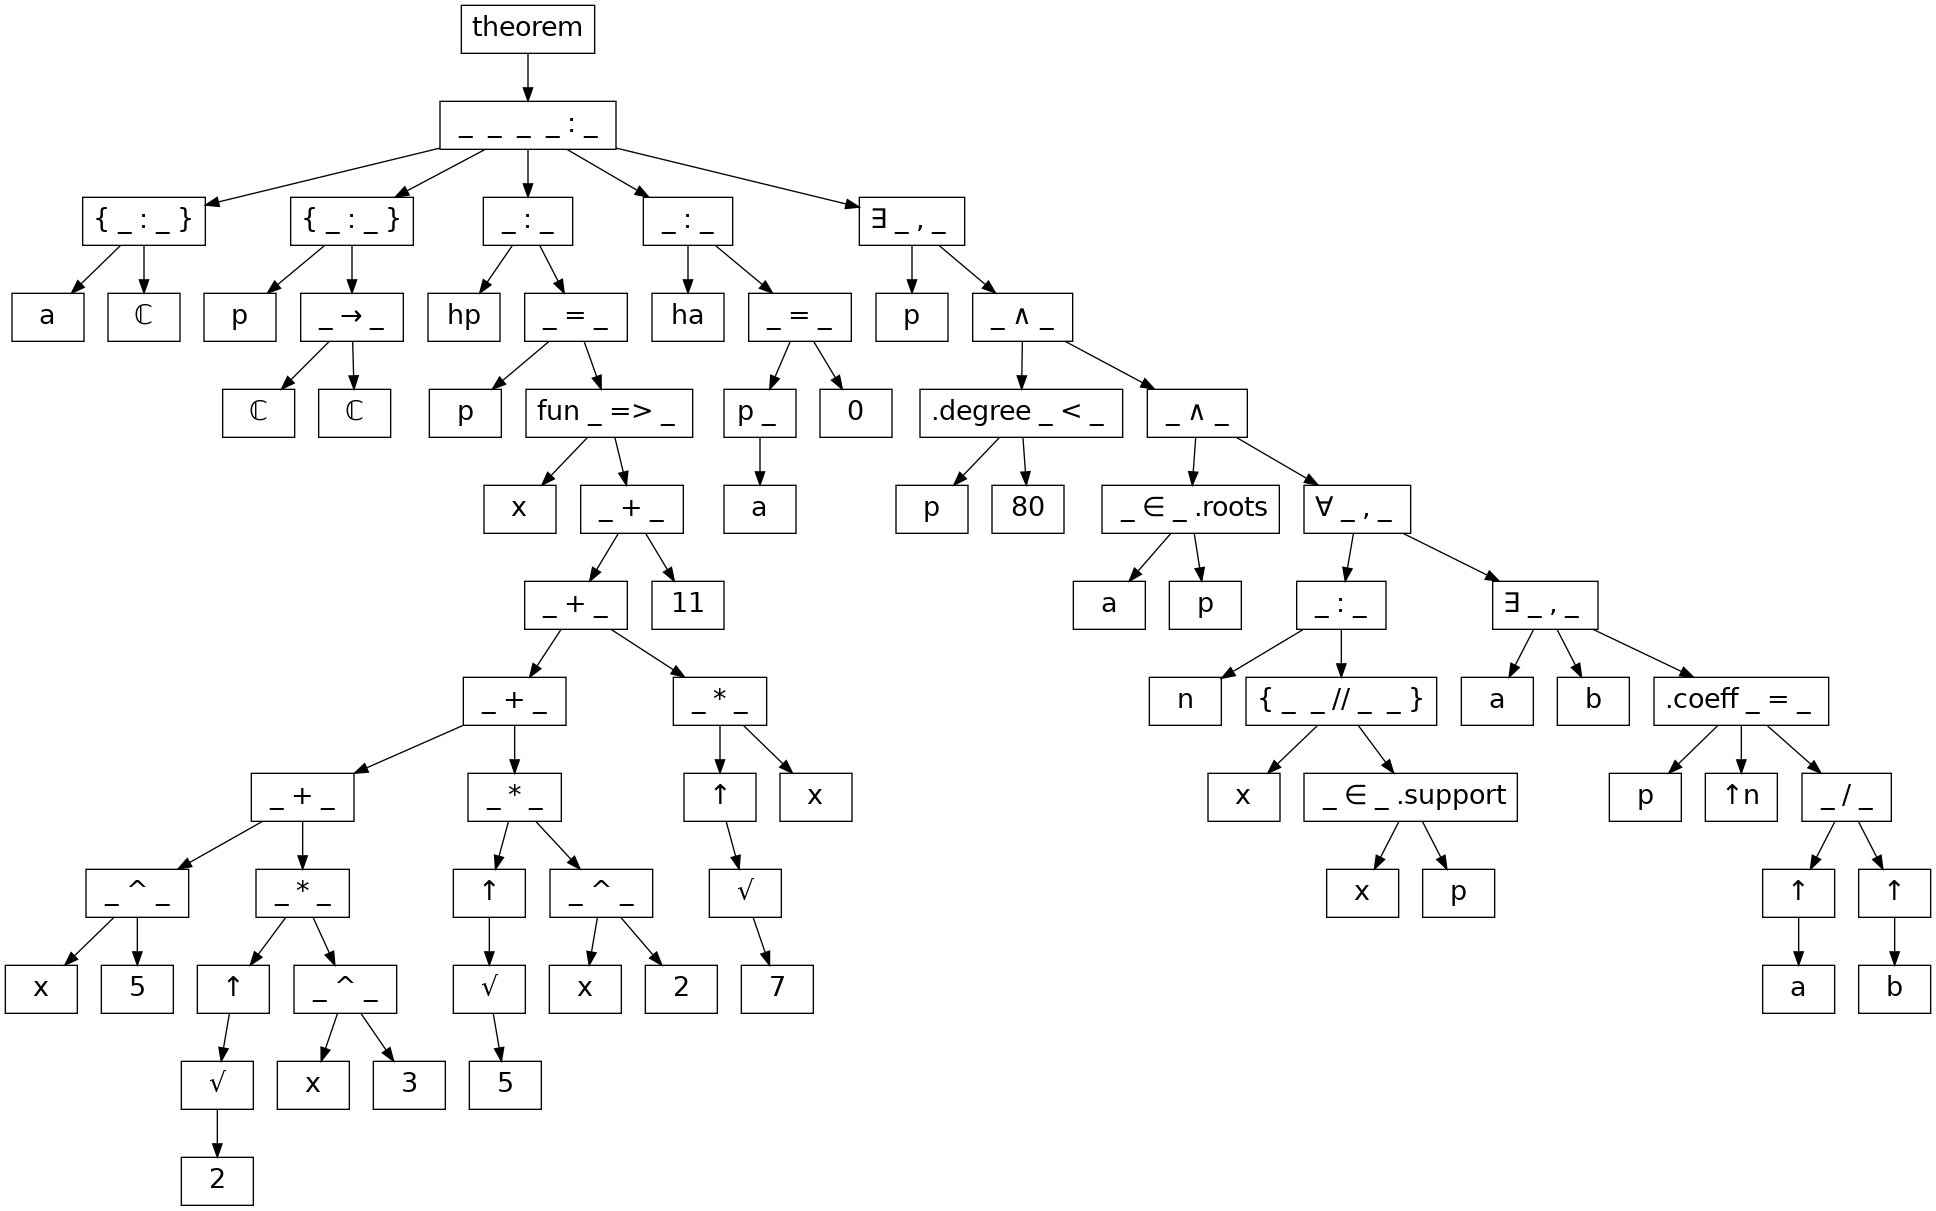 theorem
_ _ _ _ : _
{ _ : _ } { _ : _ } _ : _ _ : _ ∃ _ , _
a ℂ p _ → _ hp _ = _ ha _ = _ p _ ∧ _
ℂ ℂ p fun _ => _ p _ 0 .degree _ < _ _ ∧ _
x _ + _ a p 80 _ ∈ _ .roots ∀ _ , _
_ + _ 11 a p _ : _ ∃ _ , _
_ + _ _ * _ n { _ _ // _ _ } a b .coeff _ = _
_ + _ _ * _ ↑ x x _ ∈ _ .support p ↑n _ / _
_ ^ _ _ * _ ↑ _ ^ _ √ x p ↑ ↑
x 5 ↑ _ ^ _ √ x 2 7 a b
√ x 3 5
2